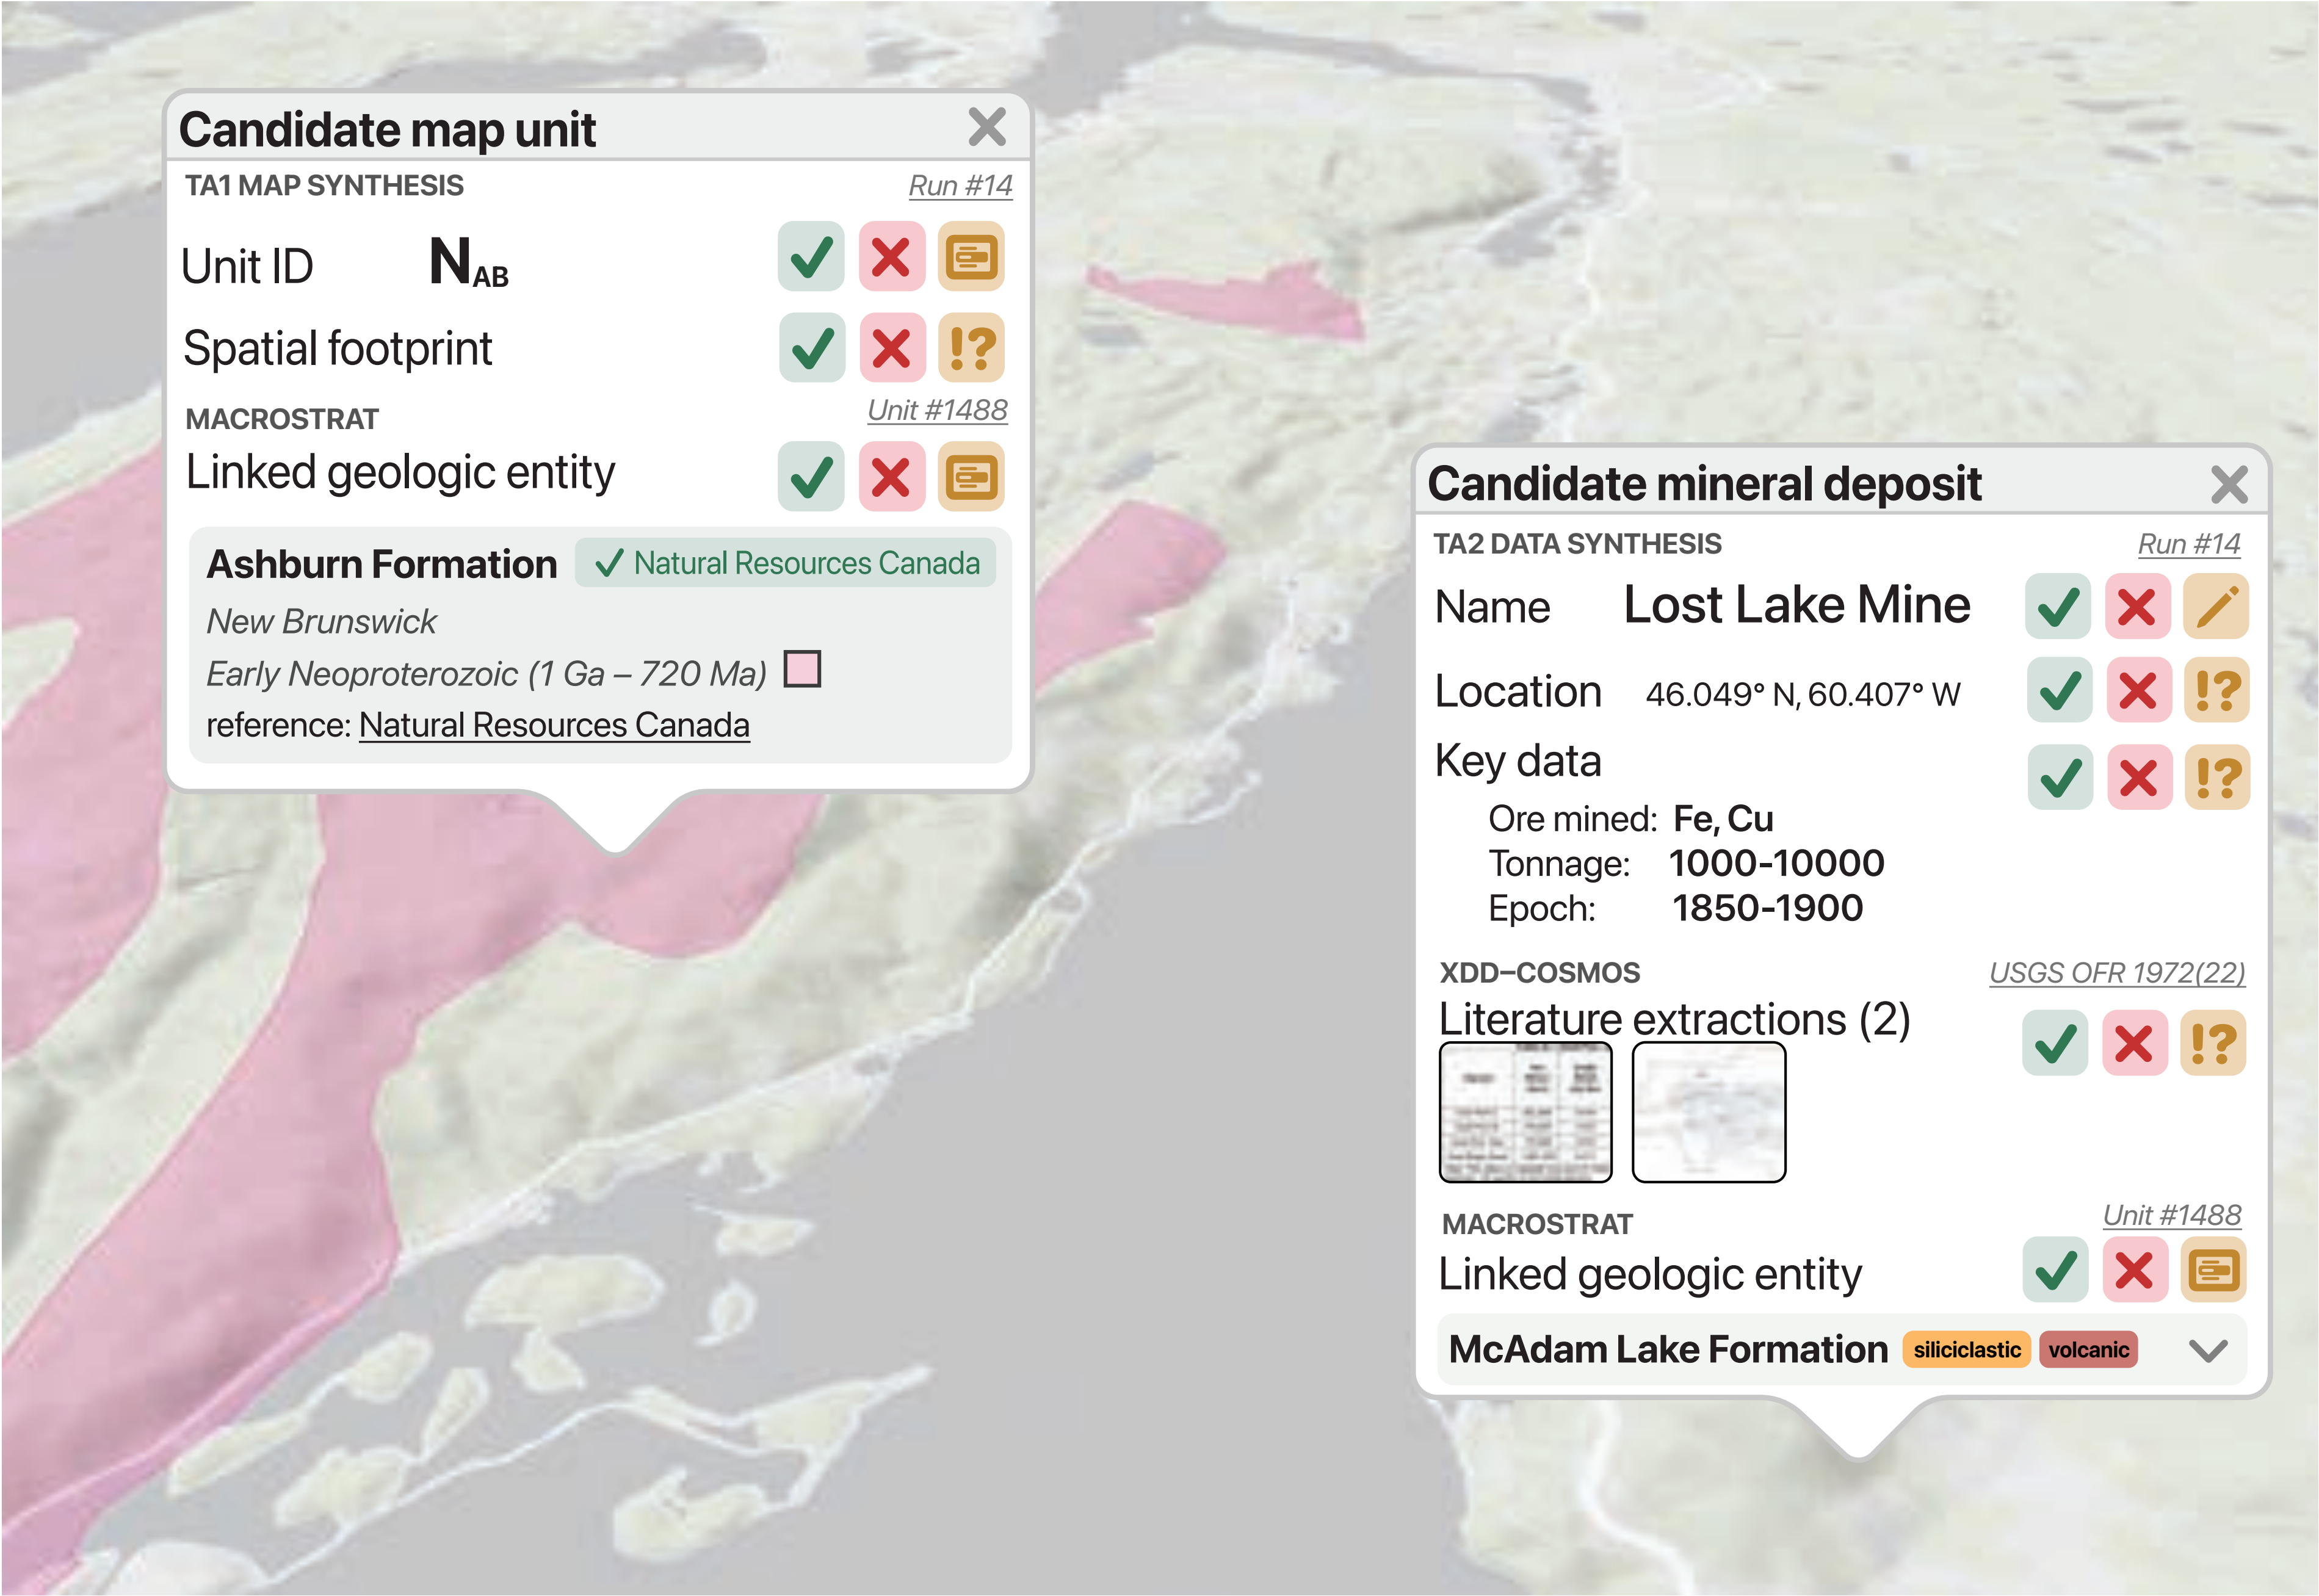 Candidate map unit
TA1 MAP SYNTHESIS Run #14
Unit ID NAB
Spatial footprint !?
MACROSTRAT Unit #1488
Linked geologic entity
Ashburn Formation Natural Resources Canada
New Brunswick
Early Neoproterozoic (1 Ga – 720 Ma)
reference: Natural Resources Canada
Candidate mineral deposit
TA2 DATA SYNTHESIS Run #14
Name Lost Lake Mine
Location 46.049° N, 60.407° W !?
Key data !?
Ore mined: Fe, Cu
Tonnage: 1000-10000
Epoch: 1850-1900
XDD–COSMOS USGS OFR 1972(22)
Literature extractions (2) !?
MACROSTRAT Unit #1488
Linked geologic entity
McAdam Lake Formation siliciclastic volcanic